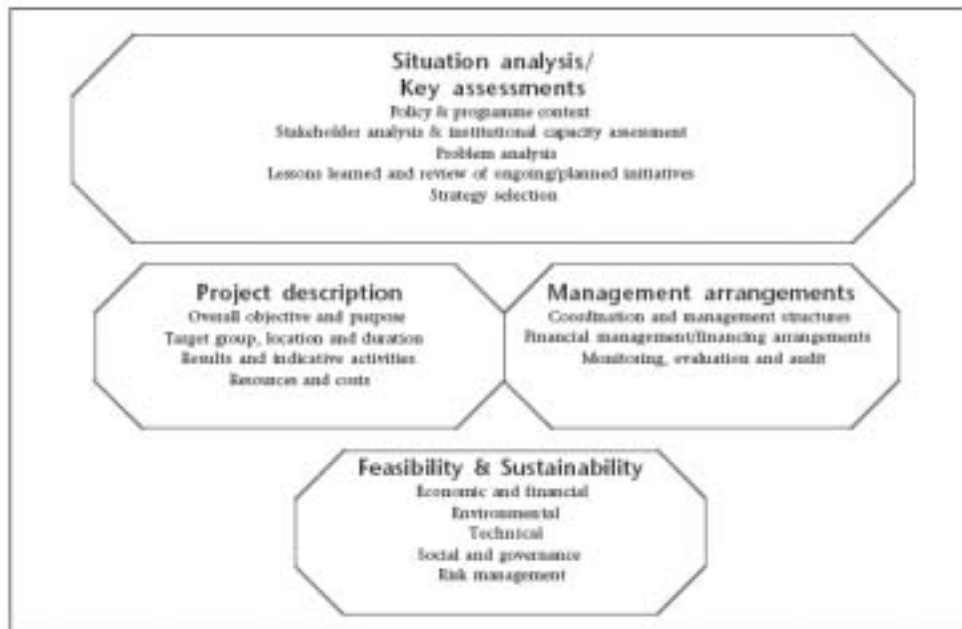 Situation analysis/
Key assessments
Policy & programme context
Stakeholder analysis & institutional capacity assessment
Problem analysis
Lessons learned and review of ongoing/planned initiatives
Strategy selection
Project description
Overall objective and purpose
Target group, location and duration
Results and indicative activities
Resources and costs
Management arrangements
Coordination and management structures
Financial management/financing arrangements
Monitoring, evaluation and audit
Feasibility & Sustainability
Economic and financial
Environmental
Technical
Social and governance
Risk management